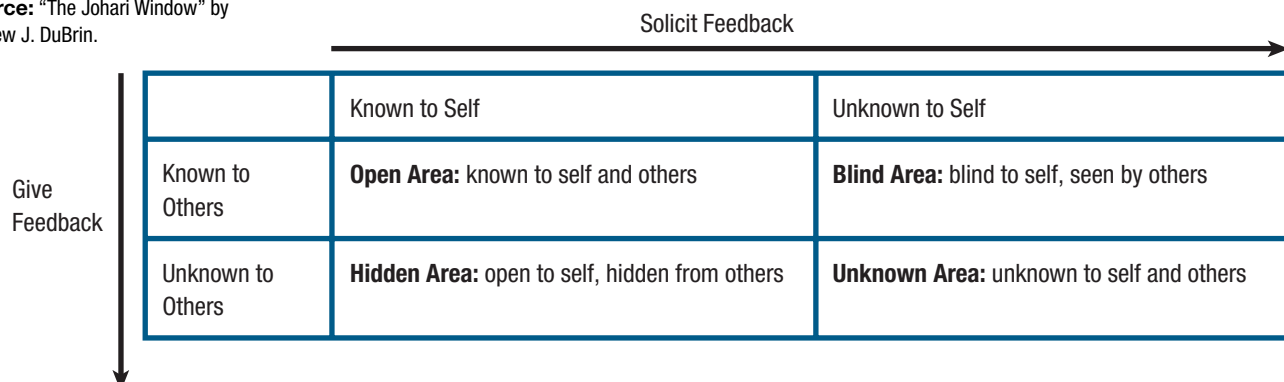 "The Johari Window" by
J. DuBrin.
Solicit Feedback
Known to Self
Unknown to Self
Give
Feedback
Known to
Others
Open Area: known to self and others
Blind Area: blind to self, seen by others
Unknown to
Others
Hidden Area: open to self, hidden from others
Unknown Area: unknown to self and others